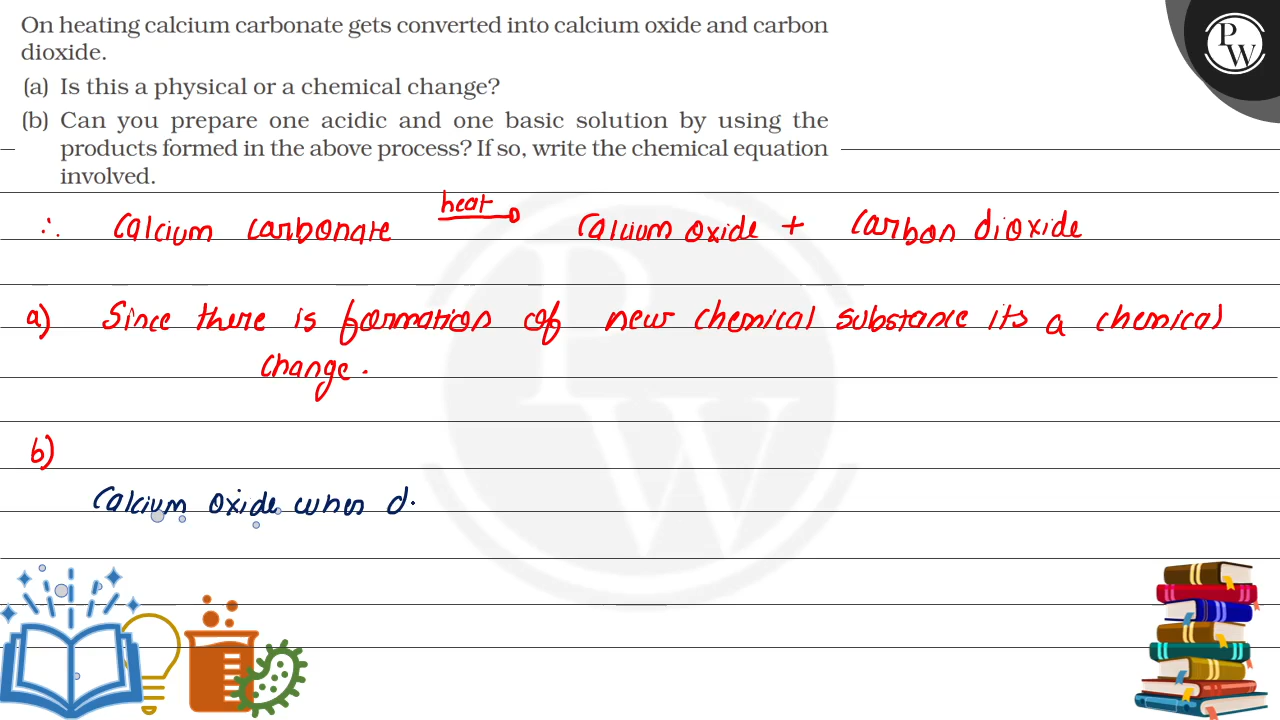 On heating calcium carbonate gets converted into calcium oxide and carbon
dioxide.
(a) Is this a physical or a chemical change?
(b) Can you prepare one acidic and one basic solution by using the
products formed in the above process? If so, write the chemical equation
involved.
heat
∴ Calcium carbonate → Calcium oxide + Carbon dioxide
a) Since there is formation of new chemical substance its a chemical
change.
b)
Calcium oxide when d
PW
PW